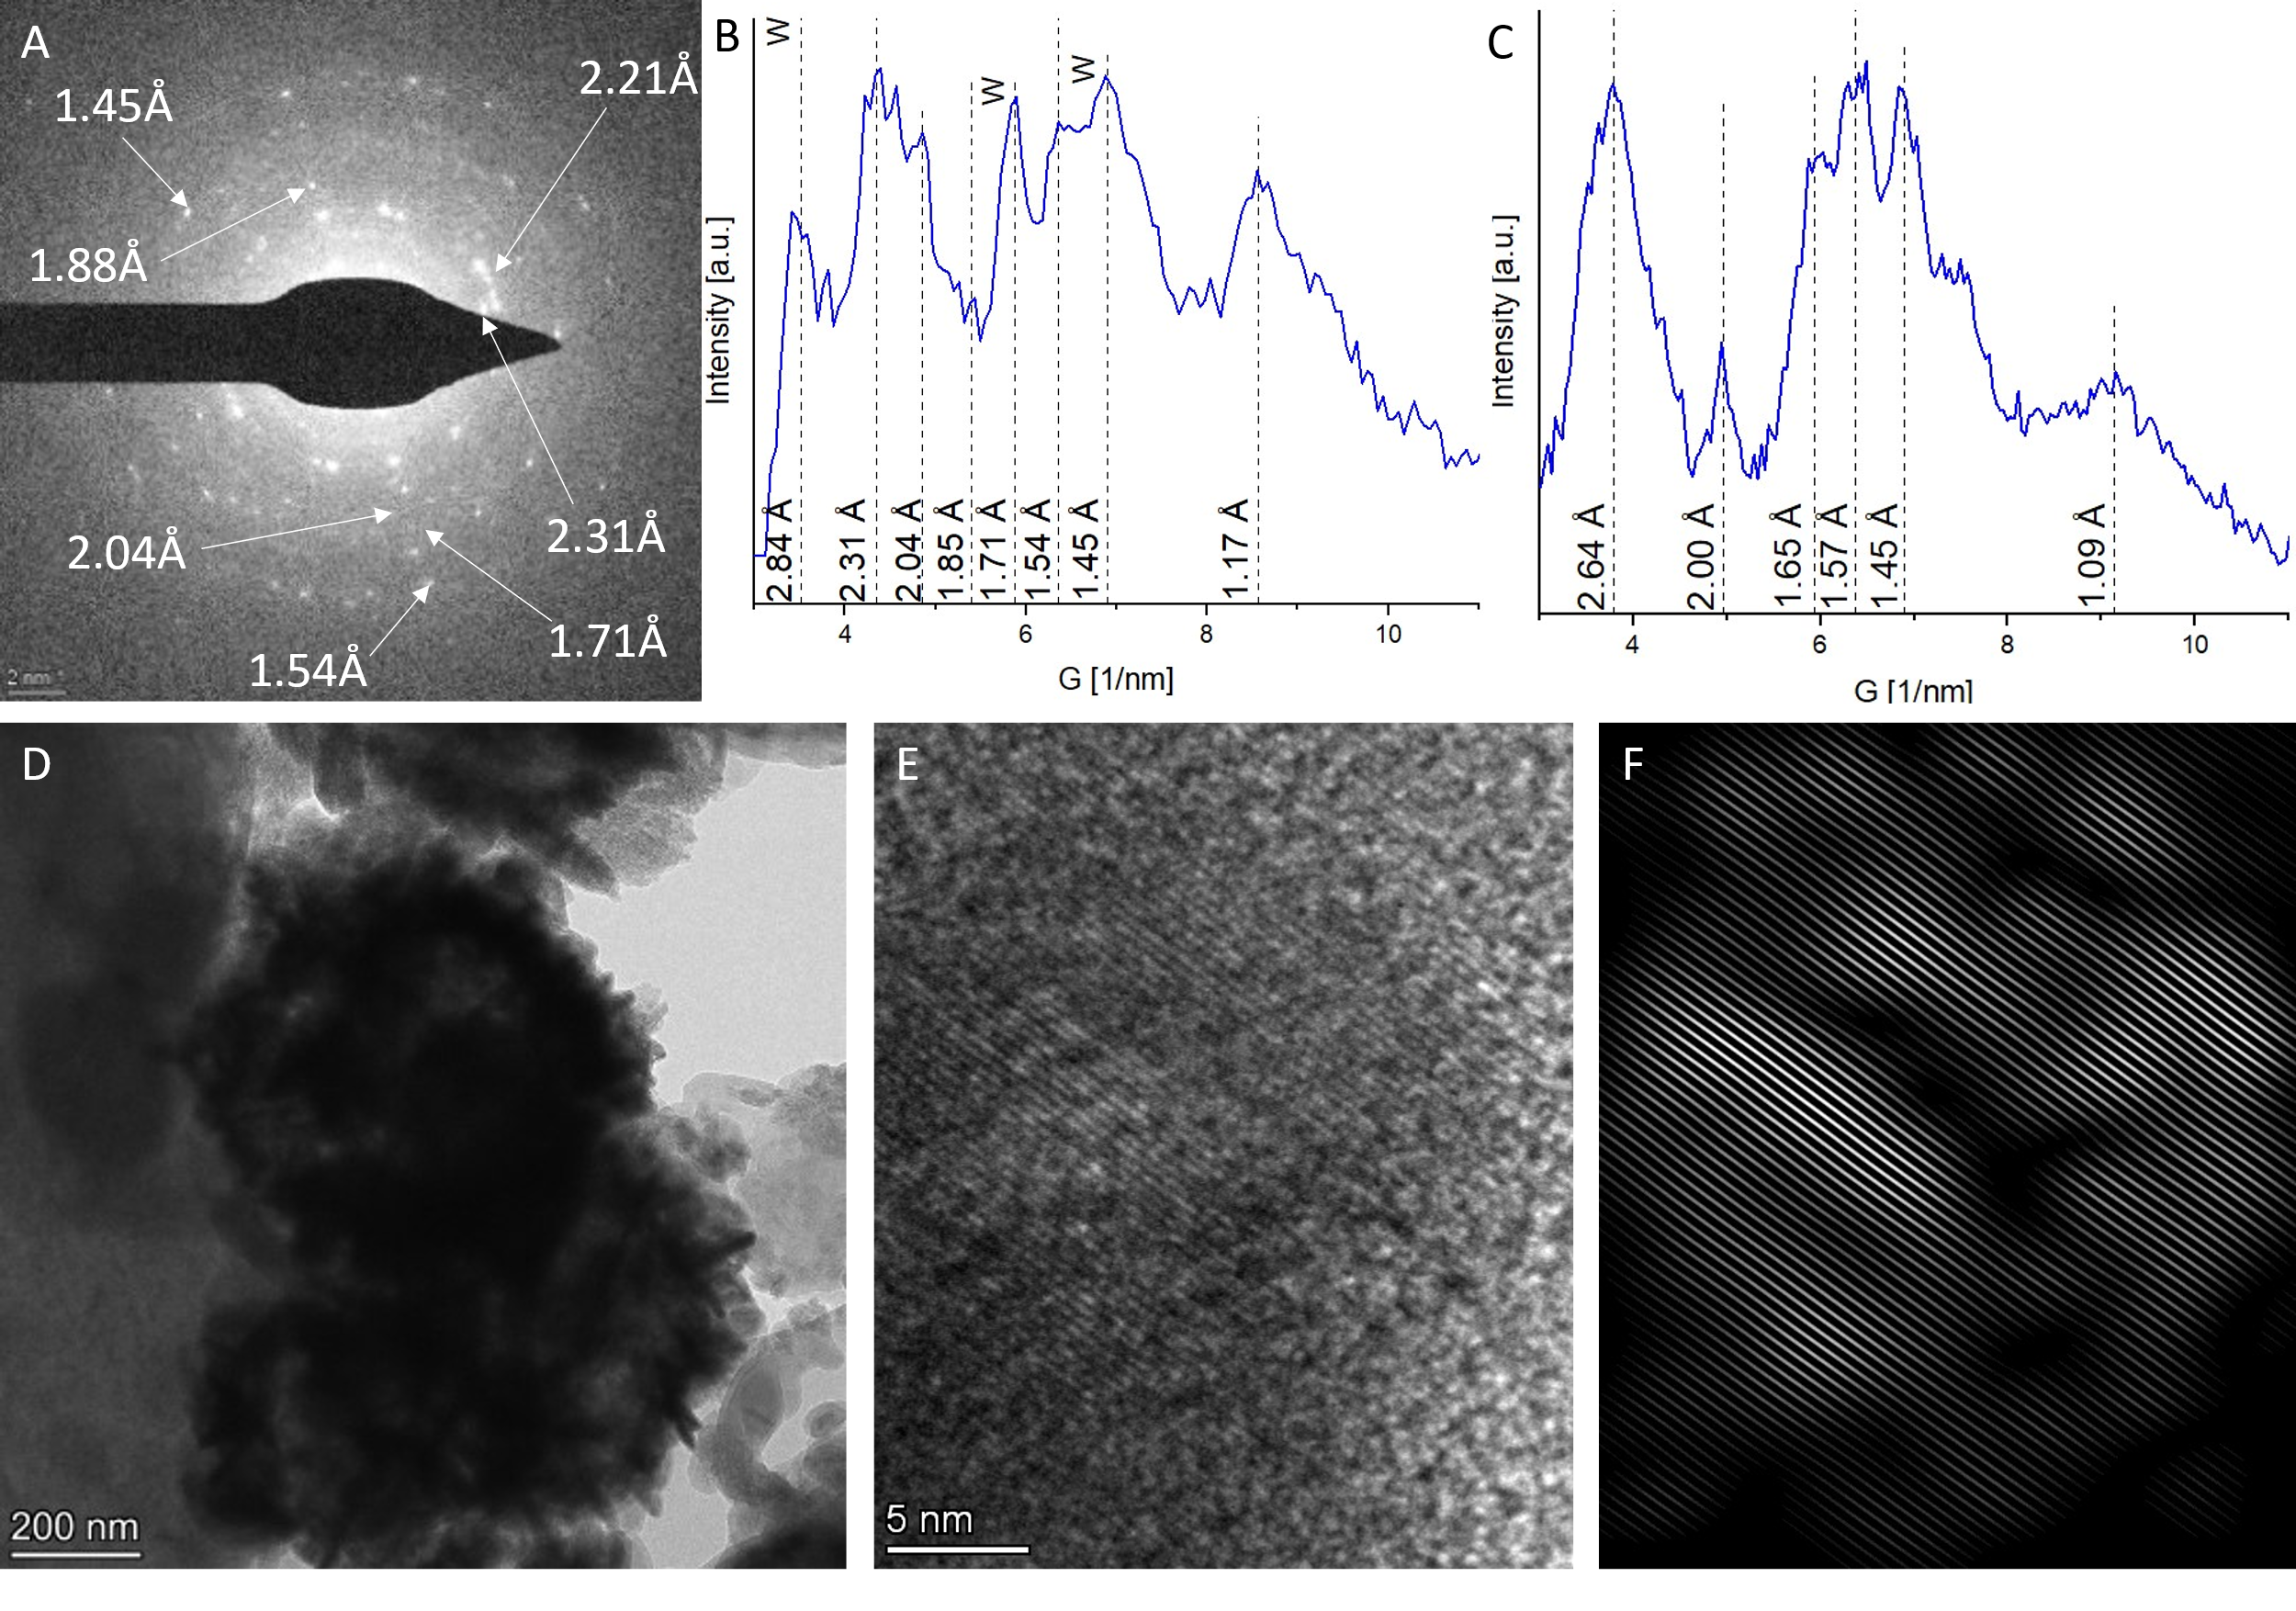 A
1.45Å
2.21Å
1.88Å
2.04Å
2.31Å
1.71Å
1.54Å
2 nm⁻¹
B
W
W
W
Intensity [a.u.]
2.84 Å
2.31 Å
2.04 Å
1.85 Å
1.71 Å
1.54 Å
1.45 Å
1.17 Å
4
6
8
10
G [1/nm]
C
Intensity [a.u.]
2.64 Å
2.00 Å
1.65 Å
1.57 Å
1.45 Å
1.09 Å
4
6
8
10
G [1/nm]
D
200 nm
E
5 nm
F